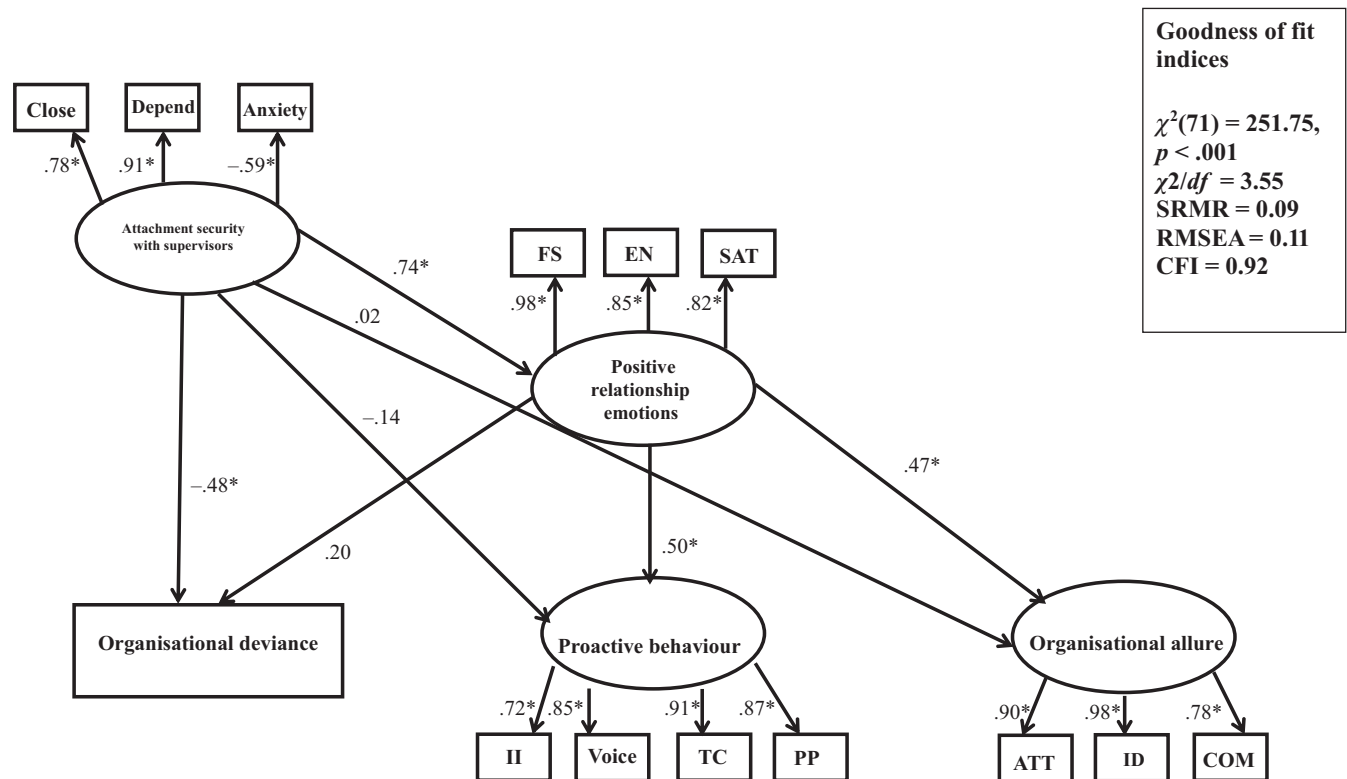 Goodness of fit
indices
χ²(71) = 251.75,
p < .001
χ2/df = 3.55
SRMR = 0.09
RMSEA = 0.11
CFI = 0.92
Close
Depend
Anxiety
.78*
.91*
–.59*
Attachment security
with supervisors
FS
EN
SAT
.74*
.98*
.85*
.82*
.02
Positive
relationship
emotions
–.14
.47*
–.48*
.20
.50*
Organisational deviance
Proactive behaviour
Organisational allure
.72*
.85*
.91*
.87*
.90*
.98*
.78*
II
Voice
TC
PP
ATT
ID
COM